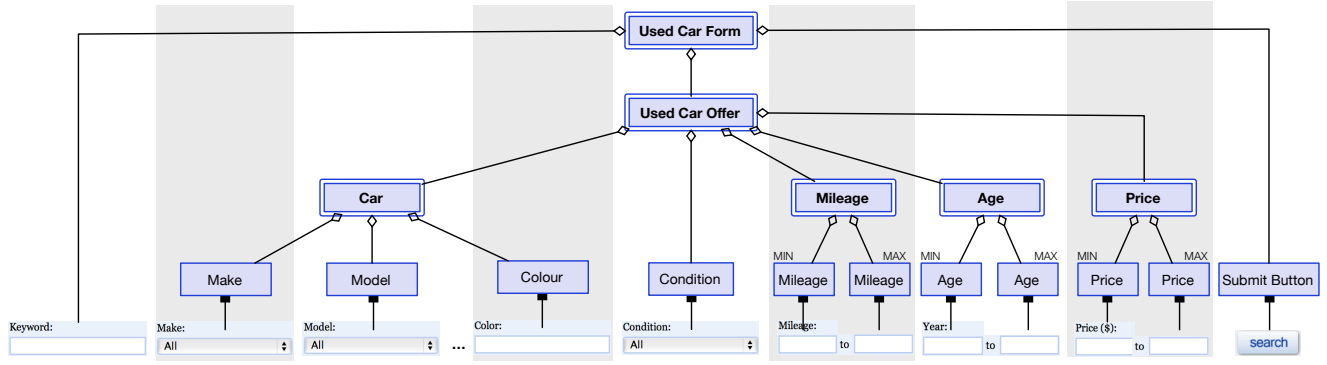 Used Car Form
Used Car Offer
Car
Mileage
Age
Price
MIN
MAX
MIN
MAX
MIN
MAX
Make
Model
Colour
Condition
Mileage
Mileage
Age
Age
Price
Price
Submit Button
Keyword:
Make:
Model:
Color:
Condition:
Mileage:
Year:
Price ($):
All
All
...
All
to
to
to
search